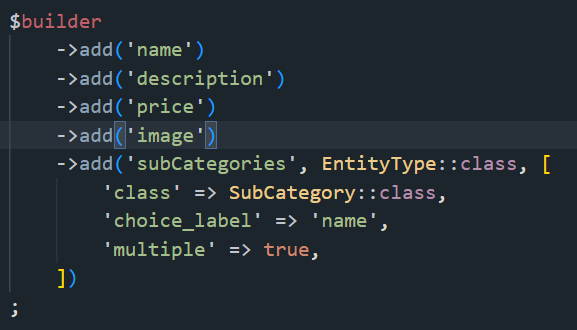 $builder
    ->add('name')
    ->add('description')
    ->add('price')
    ->add('image')
    ->add('subCategories', EntityType::class, [
        'class' => SubCategory::class,
        'choice_label' => 'name',
        'multiple' => true,
    ])
;